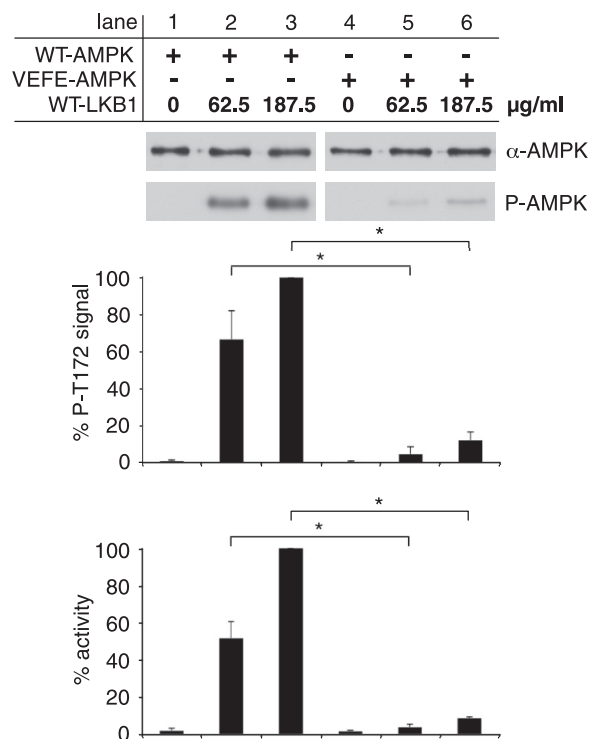 lane 1 2 3 4 5 6
WT-AMPK + + + - - -
VEFE-AMPK - - - + + +
WT-LKB1 0 62.5 187.5 0 62.5 187.5 µg/ml
α-AMPK
P-AMPK
*
*
% P-T172 signal
100
80
60
40
20
0
*
*
% activity
100
80
60
40
20
0